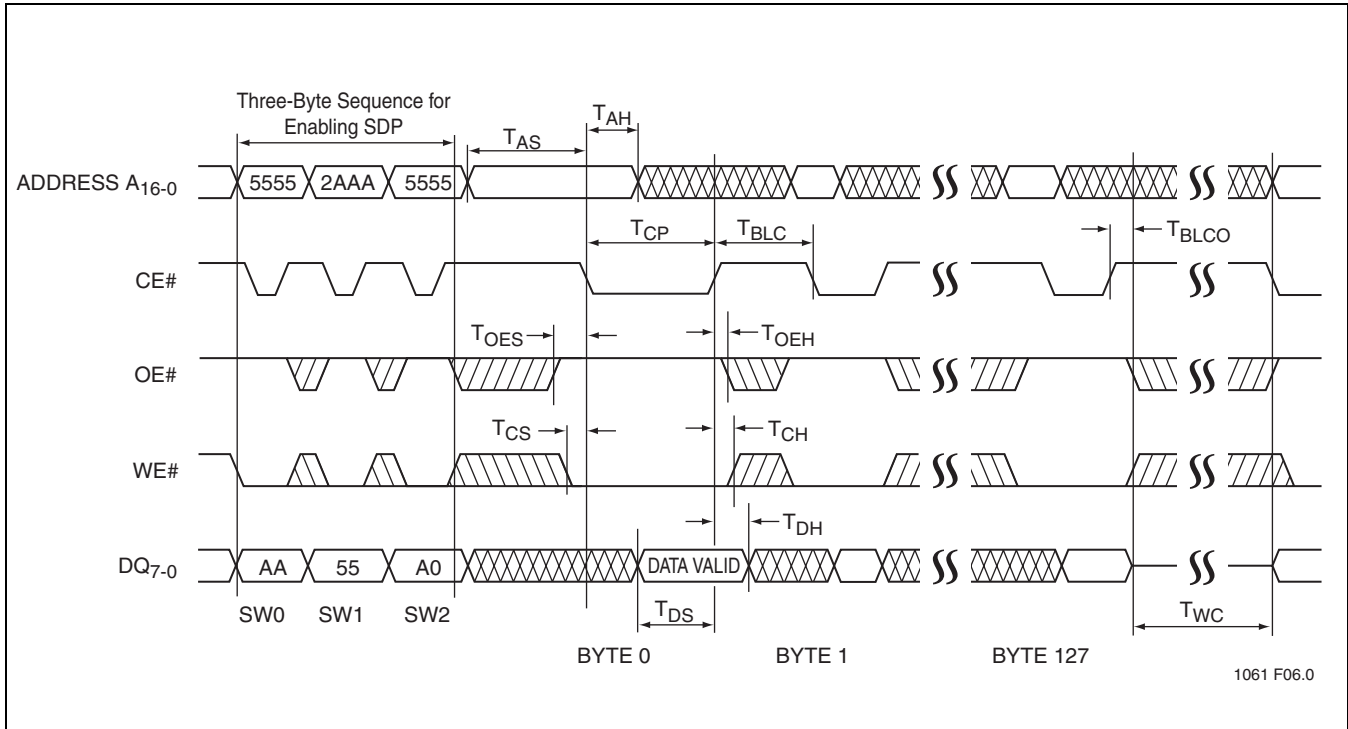 Three-Byte Sequence for
Enabling SDP
TAS
TAH
ADDRESS A16-0
5555
2AAA
5555
TCP
TBLC
TBLCO
CE#
TOES
TOEH
OE#
TCS
TCH
WE#
TDH
DQ7-0
AA
55
A0
DATA VALID
SW0
SW1
SW2
TDS
TWC
BYTE 0
BYTE 1
BYTE 127
1061 F06.0